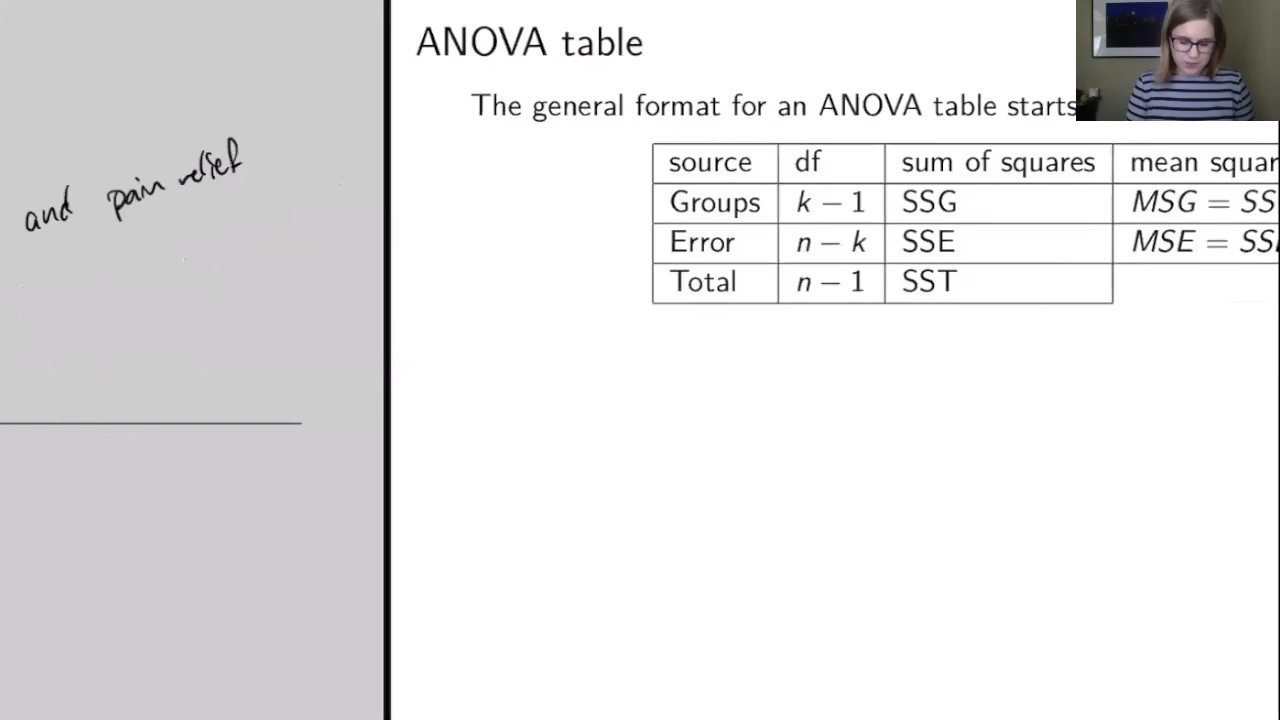 and pain relief
ANOVA table
The general format for an ANOVA table starts
source df sum of squares mean squar
Groups k − 1 SSG MSG = SS
Error n − k SSE MSE = SS
Total n − 1 SST